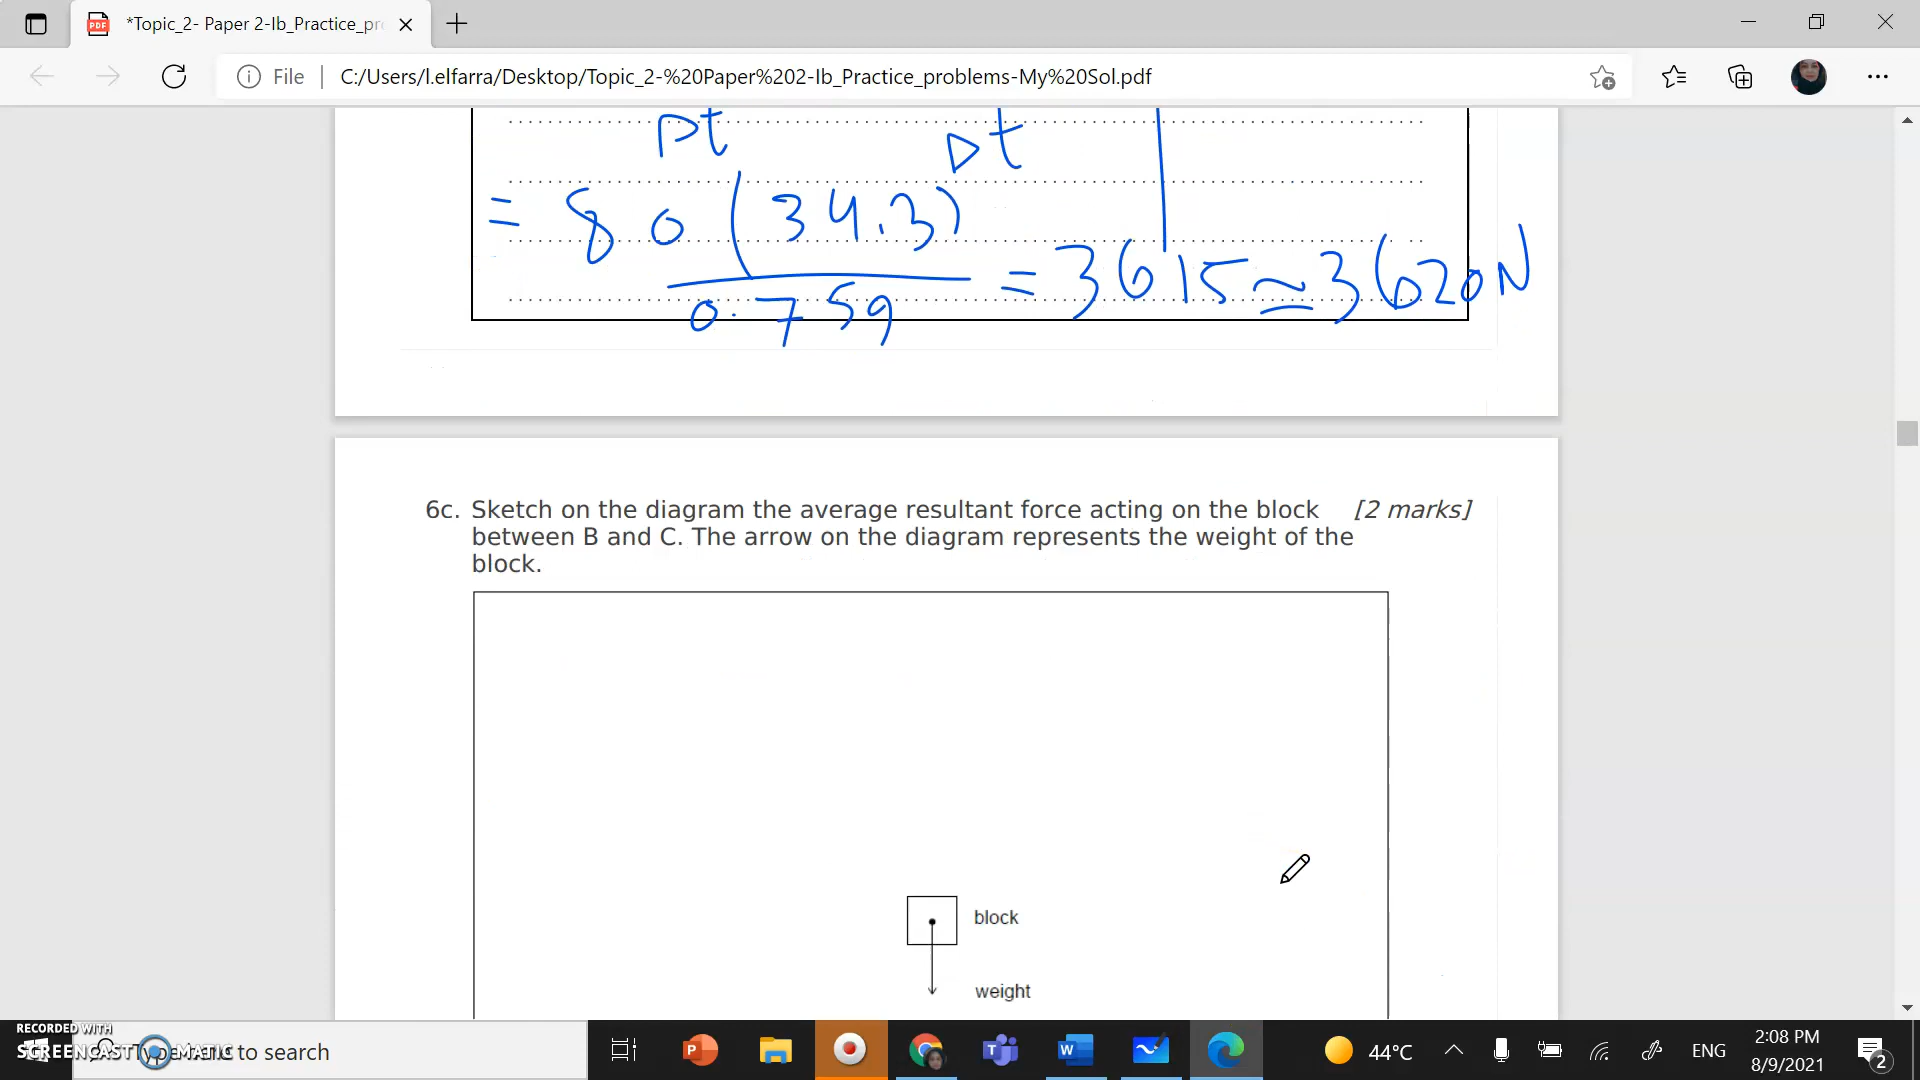 *Topic_2- Paper 2-Ib_Practice_pr
File
C:/Users/l.elfarra/Desktop/Topic_2-%20Paper%202-Ib_Practice_problems-My%20Sol.pdf
Δt Δt
= 80 (34.3)
0.759
= 3615 ≃ 3620N
6c. Sketch on the diagram the average resultant force acting on the block [2 marks]
between B and C. The arrow on the diagram represents the weight of the
block.
block
weight
RECORDED WITH
SCREENCAST MATIC
to search
44°C
ENG
2:08 PM
8/9/2021
2